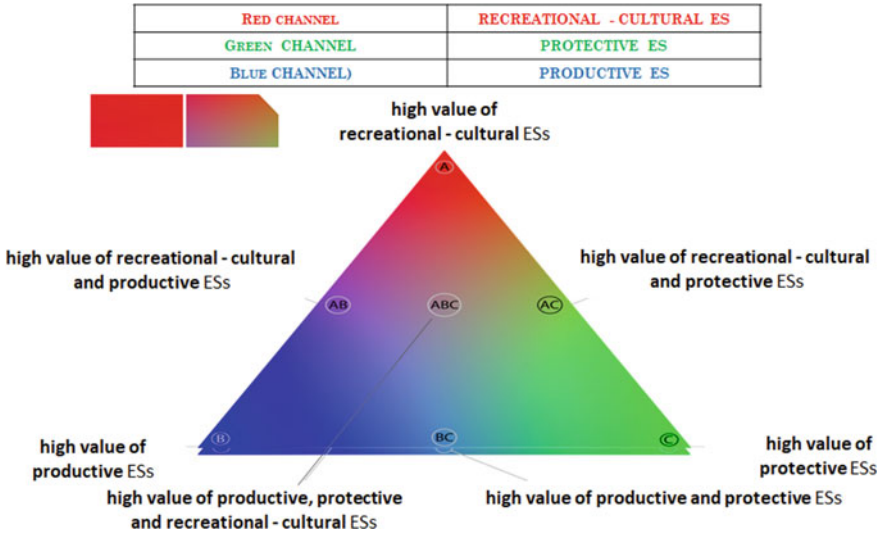 RED CHANNEL RECREATIONAL - CULTURAL ES
GREEN CHANNEL PROTECTIVE ES
BLUE CHANNEL) PRODUCTIVE ES
high value of
recreational - cultural ESs
A
high value of recreational - cultural
and productive ESs
high value of recreational - cultural
and protective ESs
AB ABC AC
B BC C
high value of
productive ESs
high value of
protective ESs
high value of productive, protective
and recreational - cultural ESs
high value of productive and protective ESs